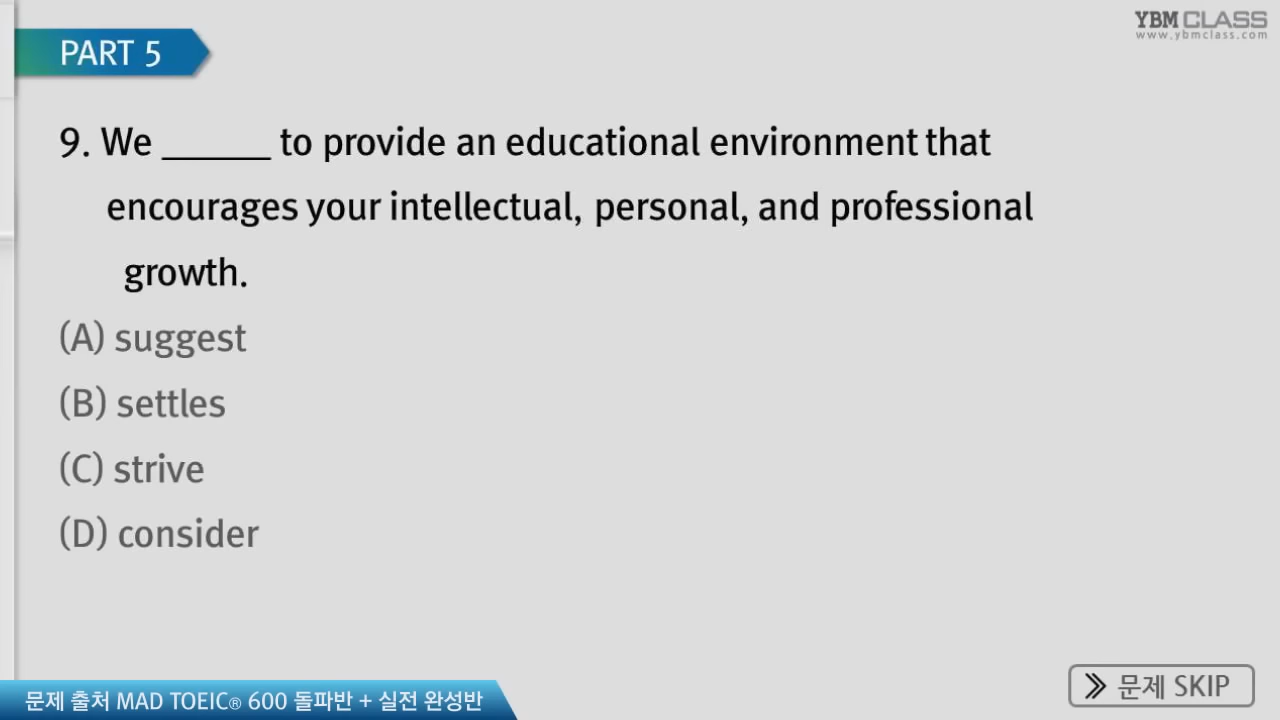 PART 5
YBM CLASS
www.ybmclass.com
9. We ______ to provide an educational environment that
encourages your intellectual, personal, and professional
growth.
(A) suggest
(B) settles
(C) strive
(D) consider
문제 출처 MAD TOEIC® 600 돌파반 + 실전 완성반
문제 SKIP